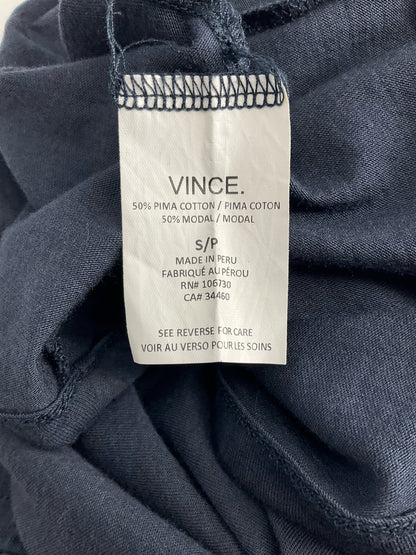 VINCE.
50% PIMA COTTON / PIMA COTON
50% MODAL / MODAL
S/P
MADE IN PERU
FABRIQUÉ AU PÉROU
RN# 106730
CA# 34460
SEE REVERSE FOR CARE
VOIR AU VERSO POUR LES SOINS